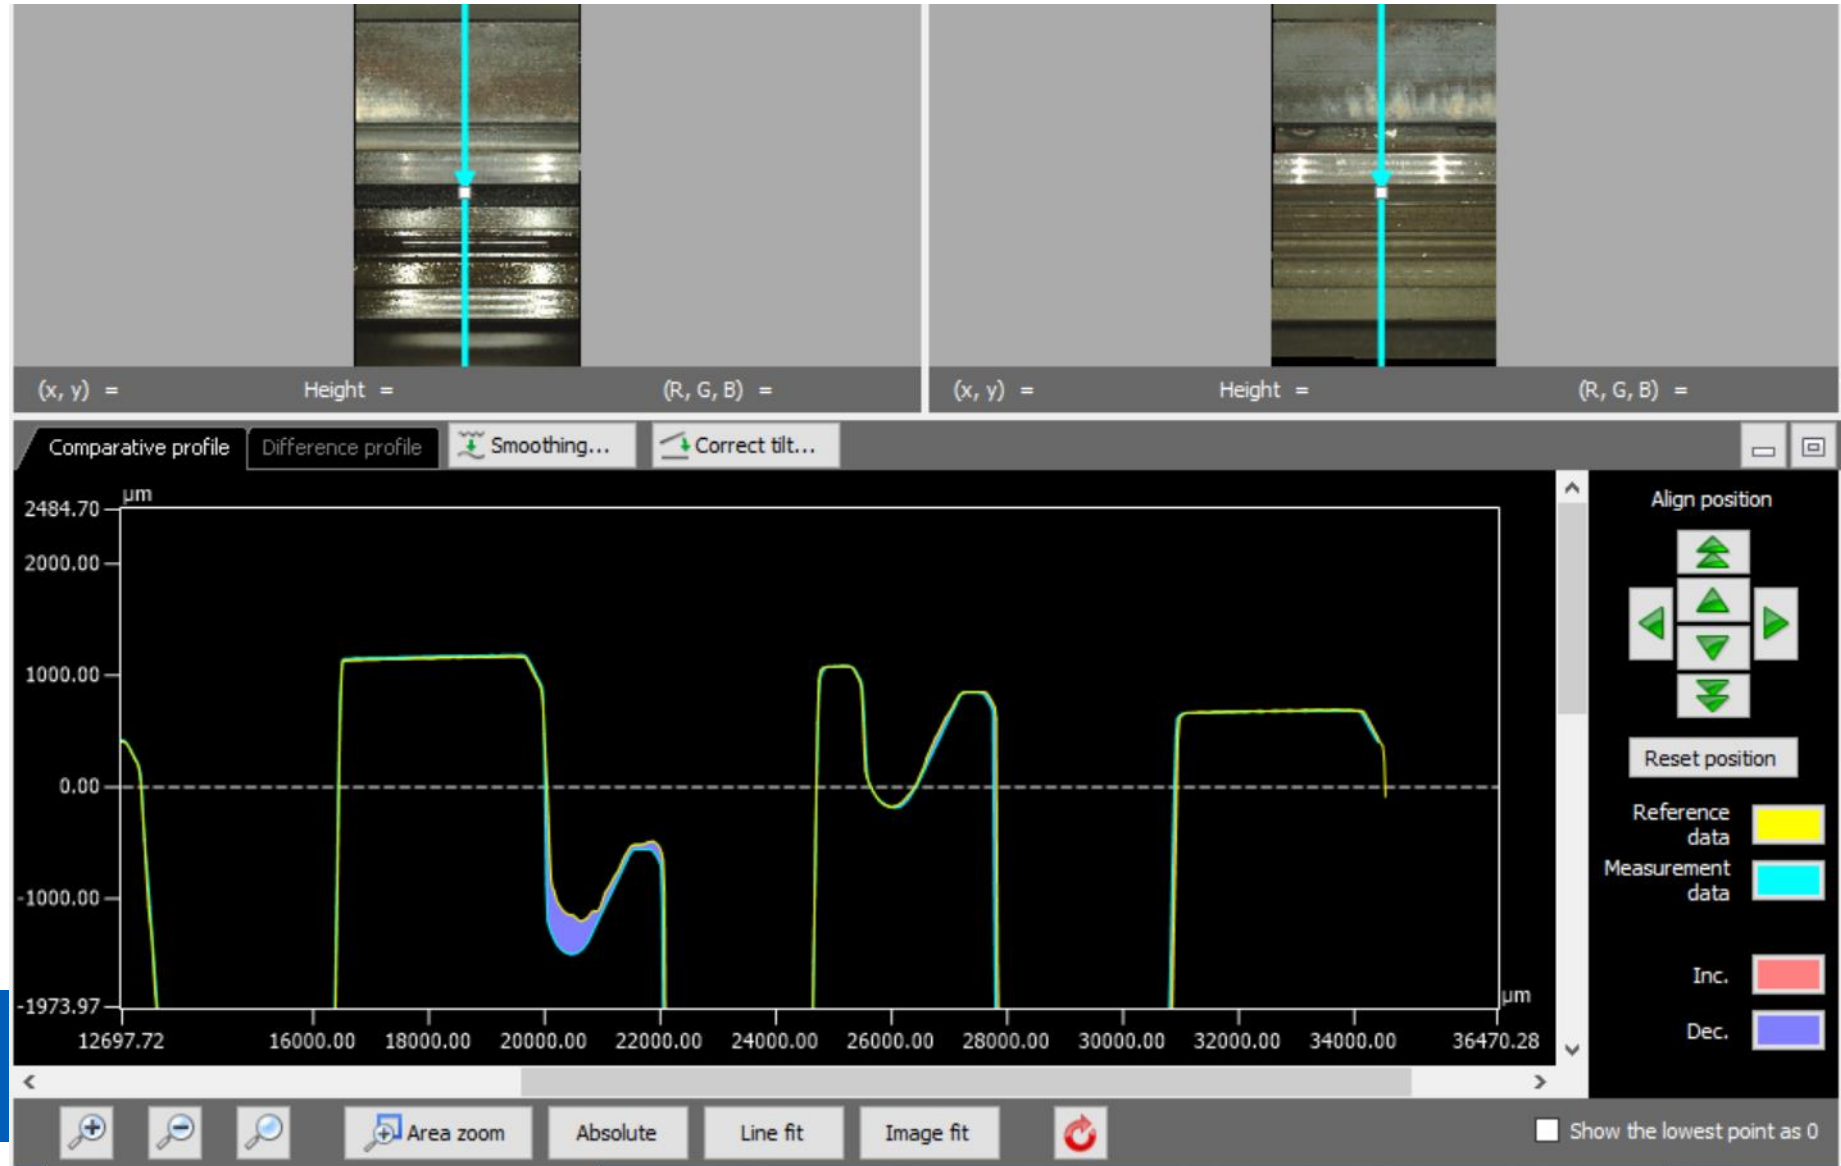 (x, y) = Height = (R, G, B) =
(x, y) = Height = (R, G, B) =
Comparative profile Difference profile Smoothing... Correct tilt...
µm
2484.70
2000.00
1000.00
0.00
-1000.00
-1973.97
µm
12697.72 16000.00 18000.00 20000.00 22000.00 24000.00 26000.00 28000.00 30000.00 32000.00 34000.00 36470.28
Align position
Reset position
Reference
data
Measurement
data
Inc.
Dec.
Area zoom Absolute Line fit Image fit Show the lowest point as 0